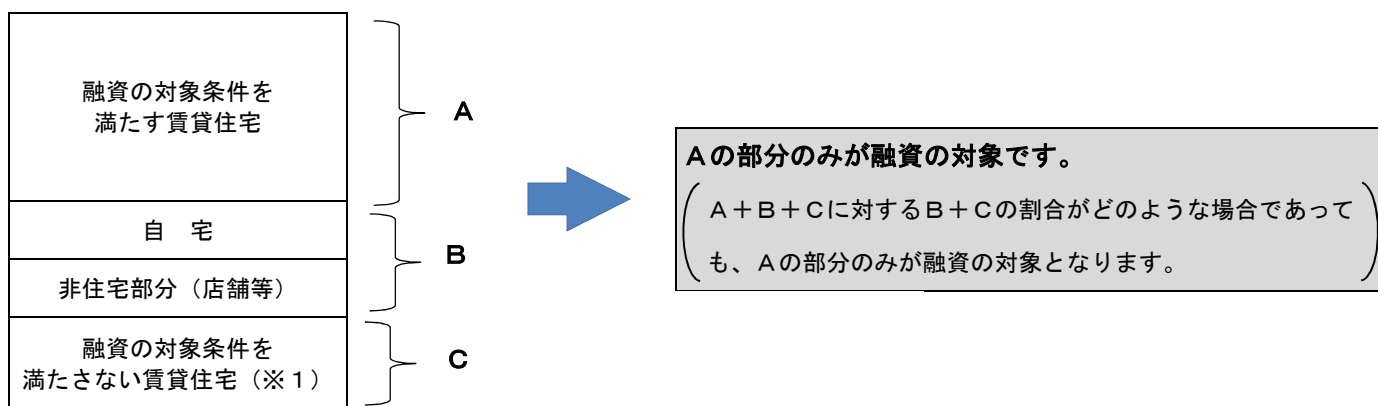 融資の対象条件を
満たす賃貸住宅
A
自 宅
B
非住宅部分（店舗等）
融資の対象条件を
満たさない賃貸住宅（※１）
C
Aの部分のみが融資の対象です。
Ａ＋Ｂ＋Ｃに対するＢ＋Ｃの割合がどのような場合であって
も、Ａの部分のみが融資の対象となります。